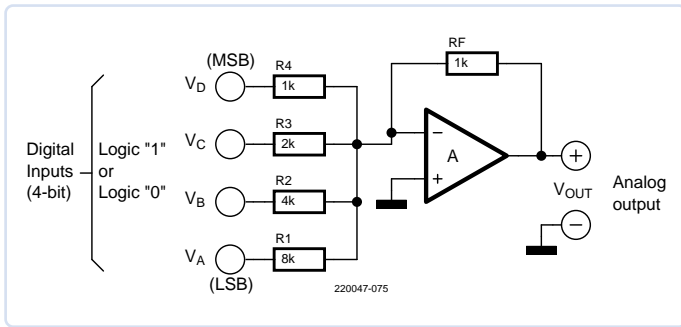 (MSB)
VD
R4
1k
RF
1k
VC
R3
2k
Digital
Inputs
(4-bit)
Logic "1"
or
Logic "0"
VB
R2
4k
VA
R1
8k
(LSB)
−
+
A
+
−
VOUT
Analog
output
220047-075